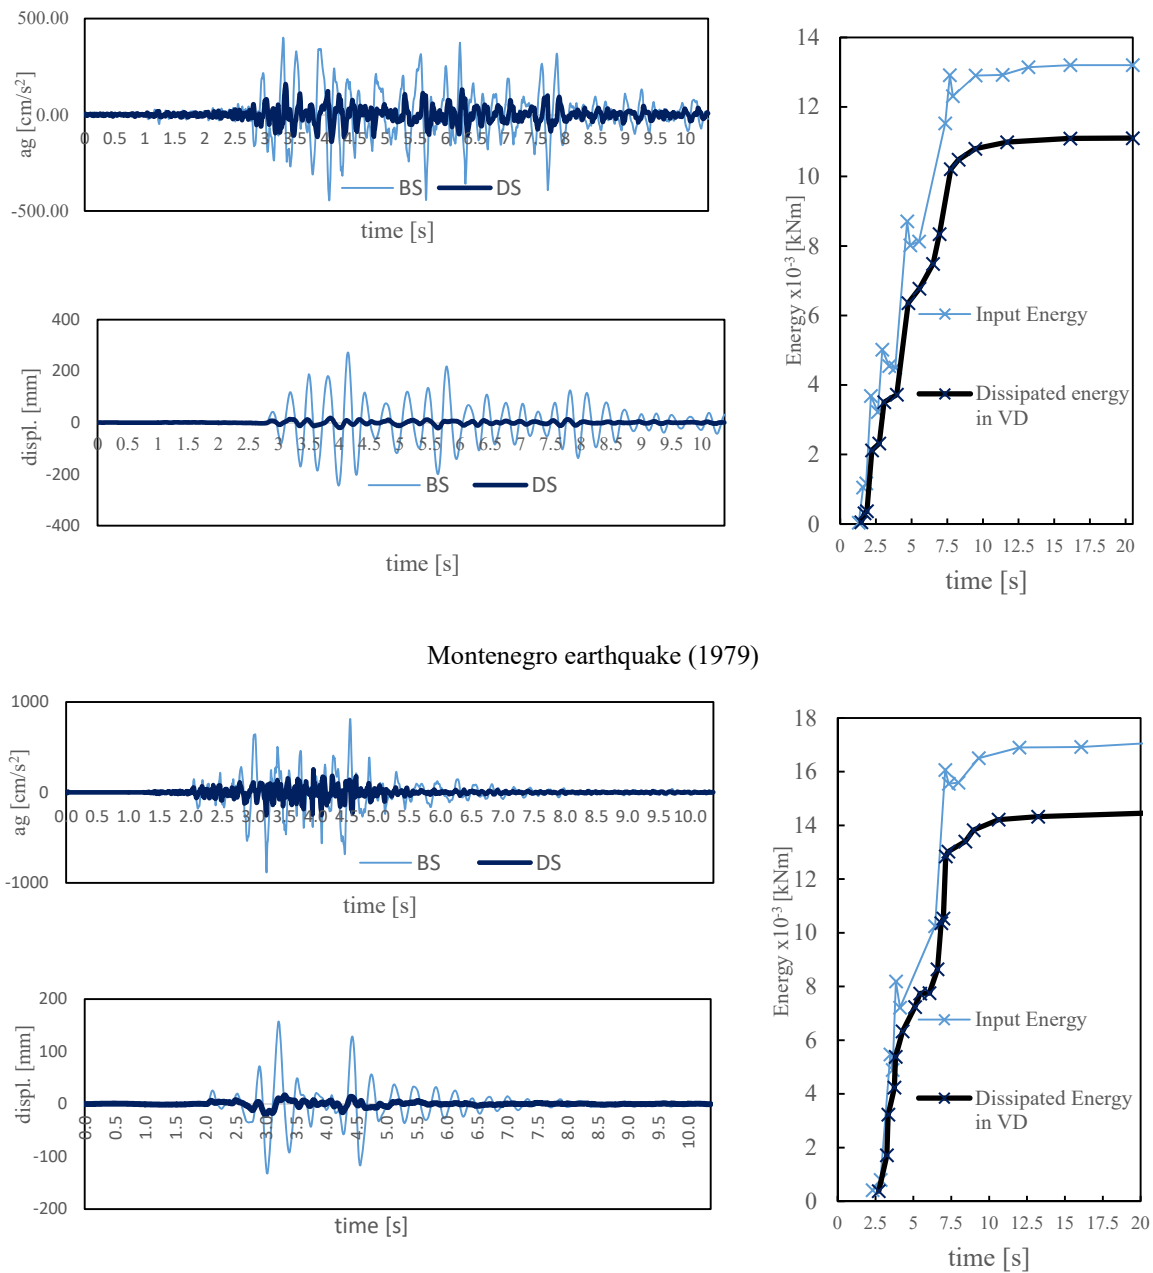 500.00
0.00
-500.00
ag [cm/s²]
0 0.5 1 1.5 2 2.5 3 3.5 4 4.5 5 5.5 6 6.5 7 7.5 8 8.5 9 9.5 10
BS DS
time [s]
400
200
0
-200
-400
displ. [mm]
0 0.5 1 1.5 2 2.5 3 3.5 4 4.5 5 5.5 6 6.5 7 7.5 8 8.5 9 9.5 10
BS DS
time [s]
14
12
10
8
6
4
2
0
Energy x10⁻³ [kNm]
Input Energy
Dissipated energy
in VD
0 2.5 5 7.5 10 12.5 15 17.5 20
time [s]
Montenegro earthquake (1979)
1000
0
-1000
ag [cm/s²]
0.0 0.5 1.0 1.5 2.0 2.5 3.0 3.5 4.0 4.5 5.0 5.5 6.0 6.5 7.0 7.5 8.0 8.5 9.0 9.5 10.0
BS DS
time [s]
200
100
0
-100
-200
displ. [mm]
0.0 0.5 1.0 1.5 2.0 2.5 3.0 3.5 4.0 4.5 5.0 5.5 6.0 6.5 7.0 7.5 8.0 8.5 9.0 9.5 10.0
time [s]
18
16
14
12
10
8
6
4
2
0
Energy x10⁻³ [kNm]
Input Energy
Dissipated Energy
in VD
0 2.5 5 7.5 10 12.5 15 17.5 20
time [s]